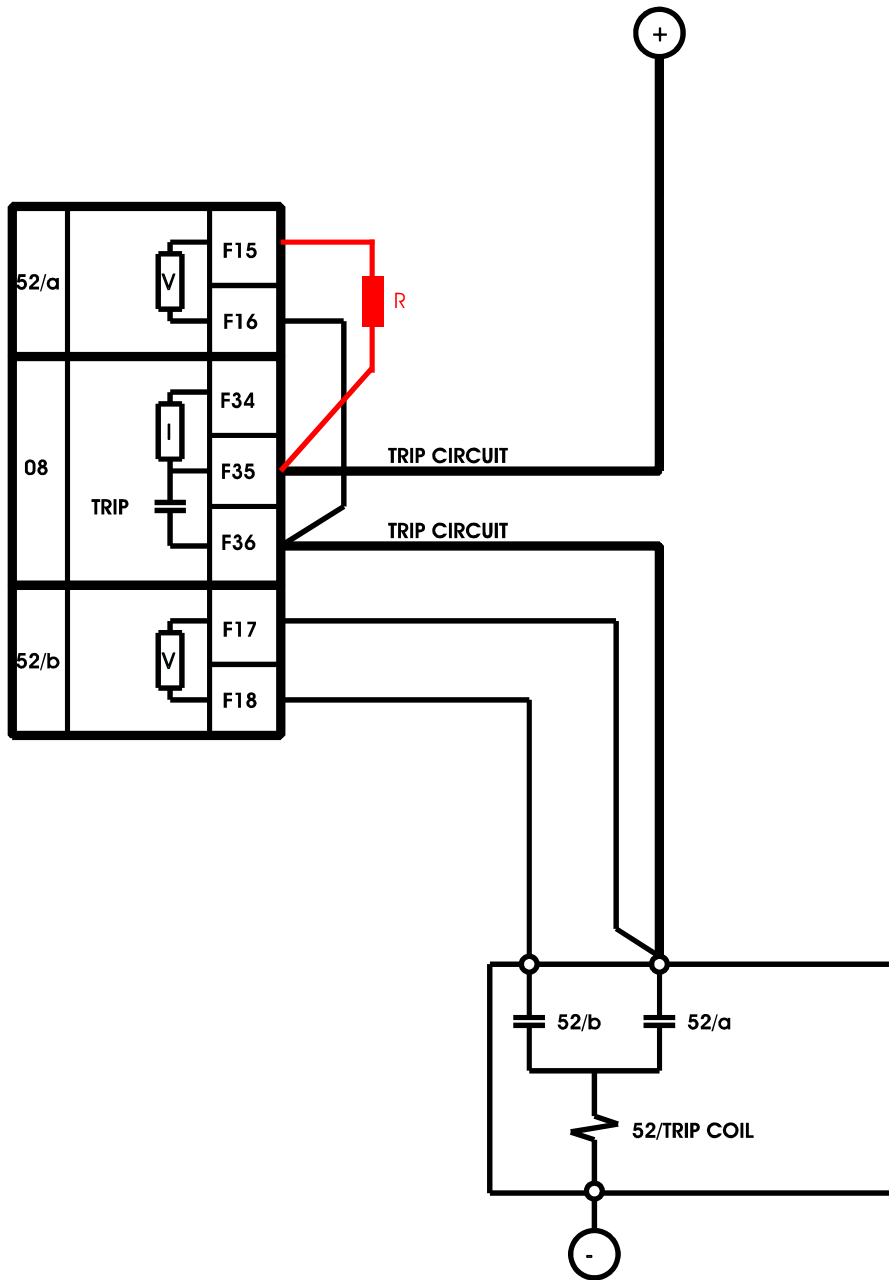 +
F15
52/a
V
R
F16
F34
I
TRIP CIRCUIT
08
F35
TRIP
TRIP CIRCUIT
F36
F17
52/b
V
F18
52/b
52/a
52/TRIP COIL
-